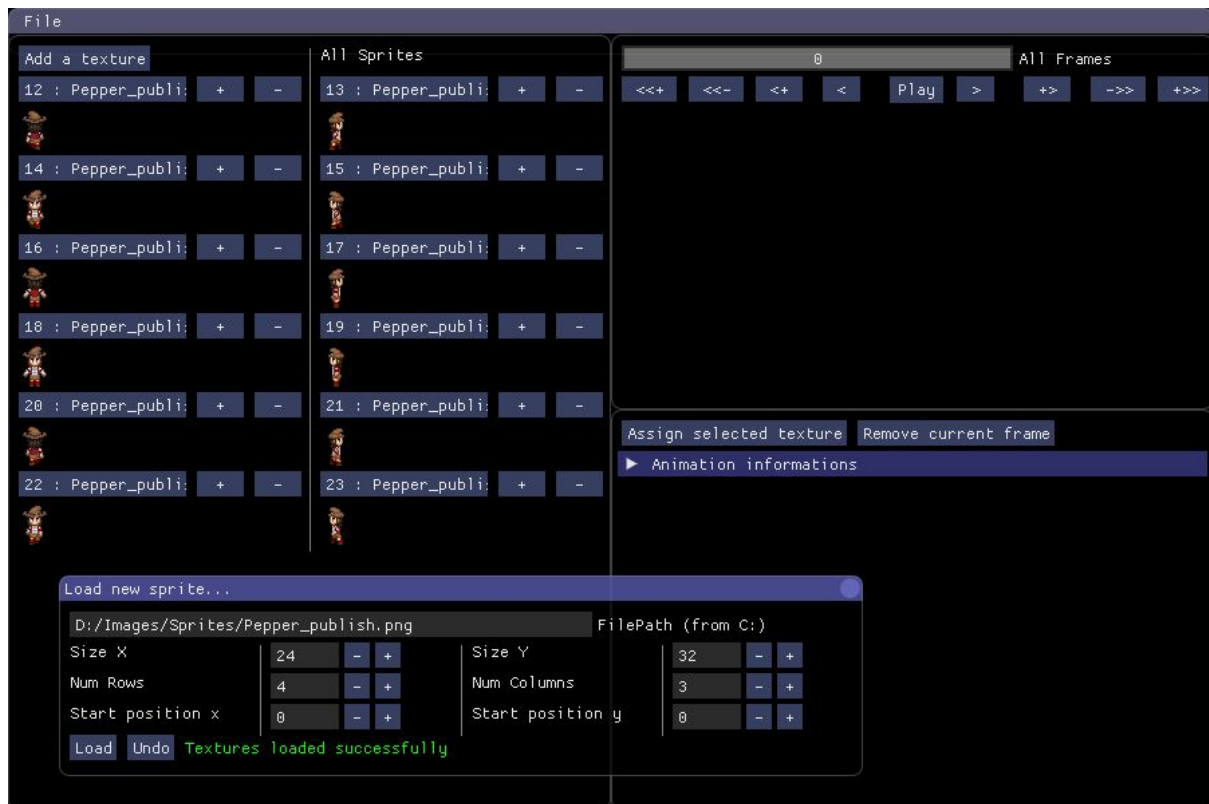 File
Add a texture
All Sprites
12 : Pepper_publi
+ -
13 : Pepper_publi
+ -
14 : Pepper_publi
+ -
15 : Pepper_publi
+ -
16 : Pepper_publi
+ -
17 : Pepper_publi
+ -
18 : Pepper_publi
+ -
19 : Pepper_publi
+ -
20 : Pepper_publi
+ -
21 : Pepper_publi
+ -
22 : Pepper_publi
+ -
23 : Pepper_publi
+ -
0 All Frames
<<+ <<- <+ < Play > +> ->> +>>
Assign selected texture Remove current frame
Animation informations
Load new sprite...
D:/Images/Sprites/Pepper_publish.png FilePath (from C:)
Size X 24 - + Size Y 32 - +
Num Rows 4 - + Num Columns 3 - +
Start position x 0 - + Start position y 0 - +
Load Undo Textures loaded successfully